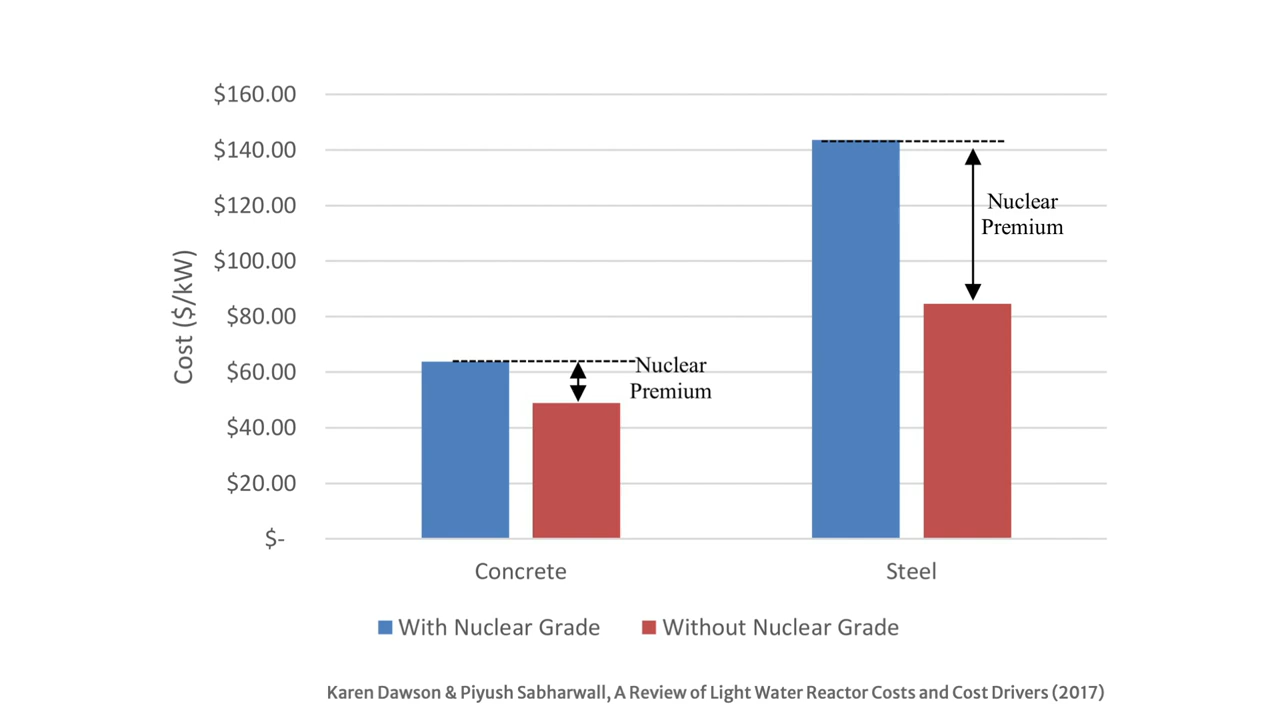 $160.00
$140.00
$120.00
$100.00
$80.00
$60.00
$40.00
$20.00
$-
Cost ($/kW)
Nuclear
Premium
Nuclear
Premium
Concrete
Steel
With Nuclear Grade
Without Nuclear Grade
Karen Dawson & Piyush Sabharwall, A Review of Light Water Reactor Costs and Cost Drivers (2017)